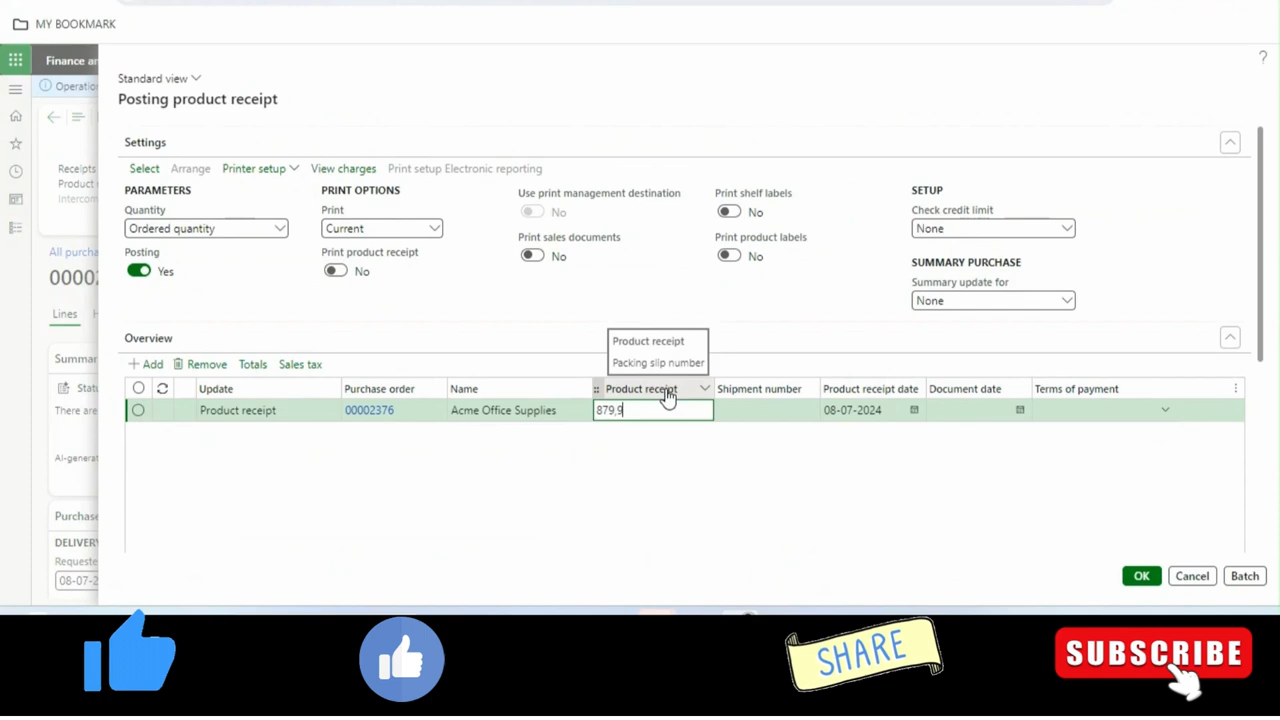 MY BOOKMARK
Finance an
Operatio
Standard view
Posting product receipt
Receipts
Product r
Intercom
All purcha
00002
Lines H
Summar
Statu
There are
AI-gener
Purchase
DELIVERY
Requeste
08-07-2
Settings
Select Arrange Printer setup View charges Print setup Electronic reporting
PARAMETERS
Quantity
Ordered quantity
Posting
Yes
PRINT OPTIONS
Print
Current
Print product receipt
No
Use print management destination
No
Print sales documents
No
Print shelf labels
No
Print product labels
No
SETUP
Check credit limit
None
SUMMARY PURCHASE
Summary update for
None
Overview
Product receipt
Packing slip number
+ Add Remove Totals Sales tax
Update Purchase order Name Product receipt Shipment number Product receipt date Document date Terms of payment
Product receipt 00002376 Acme Office Supplies 879,9 08-07-2024
OK Cancel Batch
SHARE
SUBSCRIBE